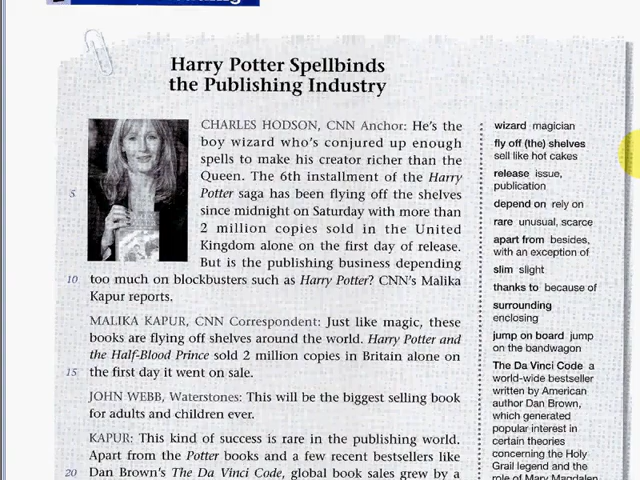 Harry Potter Spellbinds
the Publishing Industry
CHARLES HODSON, CNN Anchor: He's the
boy wizard who's conjured up enough
spells to make his creator richer than the
Queen. The 6th installment of the Harry
5 Potter saga has been flying off the shelves
since midnight on Saturday with more than
2 million copies sold in the United
Kingdom alone on the first day of release.
But is the publishing business depending
10 too much on blockbusters such as Harry Potter? CNN's Malika
Kapur reports.
MALIKA KAPUR, CNN Correspondent: Just like magic, these
books are flying off shelves around the world. Harry Potter and
the Half-Blood Prince sold 2 million copies in Britain alone on
15 the first day it went on sale.
JOHN WEBB, Waterstones: This will be the biggest selling book
for adults and children ever.
KAPUR: This kind of success is rare in the publishing world.
Apart from the Potter books and a few recent bestsellers like
20 Dan Brown's The Da Vinci Code, global book sales grew by a
wizard magician
fly off (the) shelves
sell like hot cakes
release issue,
publication
depend on rely on
rare unusual, scarce
apart from besides,
with an exception of
slim slight
thanks to because of
surrounding
enclosing
jump on board jump
on the bandwagon
The Da Vinci Code a
world-wide bestseller
written by American
author Dan Brown,
which generated
popular interest in
certain theories
concerning the Holy
Grail legend and the
role of Mary Magdalen